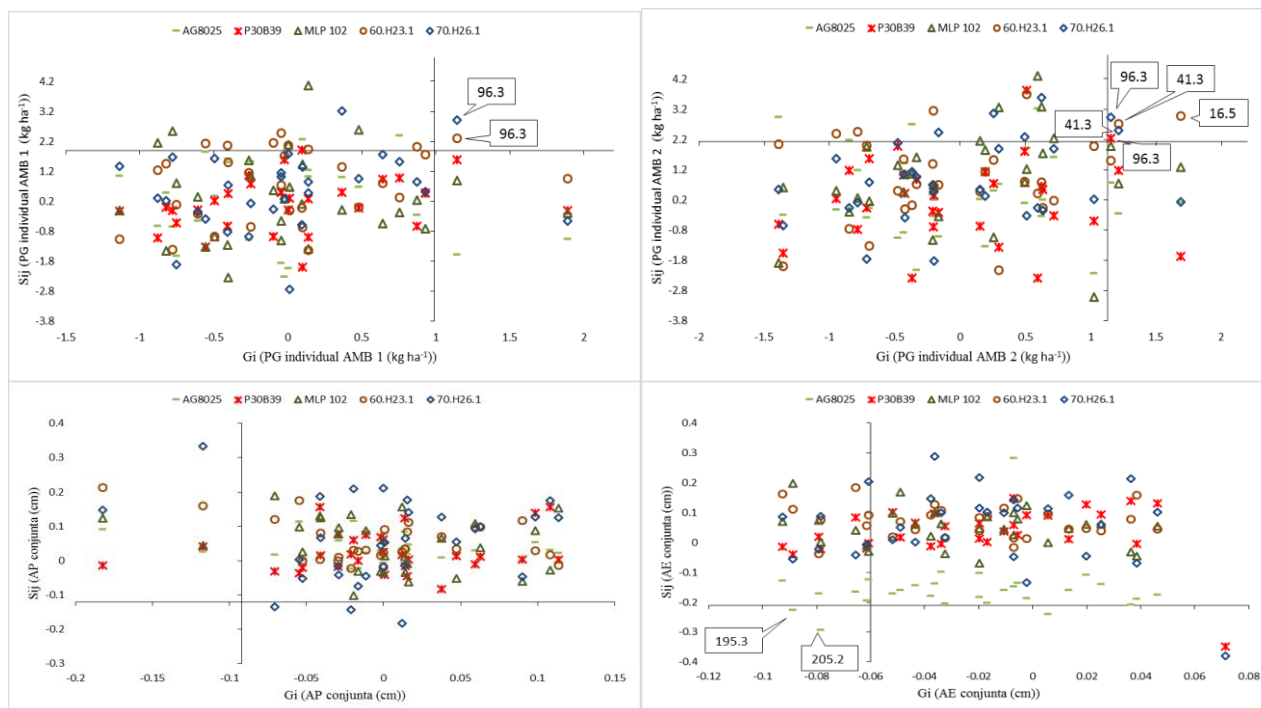 AG8025 P30B39 MLP 102 60.H23.1 70.H26.1
4.2
3.2
2.2
1.2
0.2
-0.8
-1.8
-2.8
-3.8
Sij (PG individual AMB 1 (kg ha⁻¹))
96.3
96.3
-1.5 -1 -0.5 0 0.5 1 1.5 2
Gi (PG individual AMB 1 (kg ha⁻¹))
AG8025 P30B39 MLP 102 60.H23.1 70.H26.1
4.2
3.2
2.2
1.2
0.2
-0.8
-1.8
-2.8
-3.8
Sij (PG individual AMB 2 (kg ha⁻¹))
96.3
41.3
16.5
41.3
96.3
-2 -1.5 -1 -0.5 0 0.5 1 1.5 2
Gi (PG individual AMB 2 (kg ha⁻¹))
AG8025 P30B39 MLP 102 60.H23.1 70.H26.1
0.4
0.3
0.2
0.1
0
-0.1
-0.2
-0.3
Sij (AP conjunta (cm))
-0.2 -0.15 -0.1 -0.05 0 0.05 0.1 0.15
Gi (AP conjunta (cm))
AG8025 P30B39 MLP 102 60.H23.1 70.H26.1
0.4
0.3
0.2
0.1
0
-0.1
-0.2
-0.3
-0.4
Sij (AE conjunta (cm))
195.3
205.2
-0.12 -0.1 -0.08 -0.06 -0.04 -0.02 0 0.02 0.04 0.06 0.08
Gi (AE conjunta (cm))